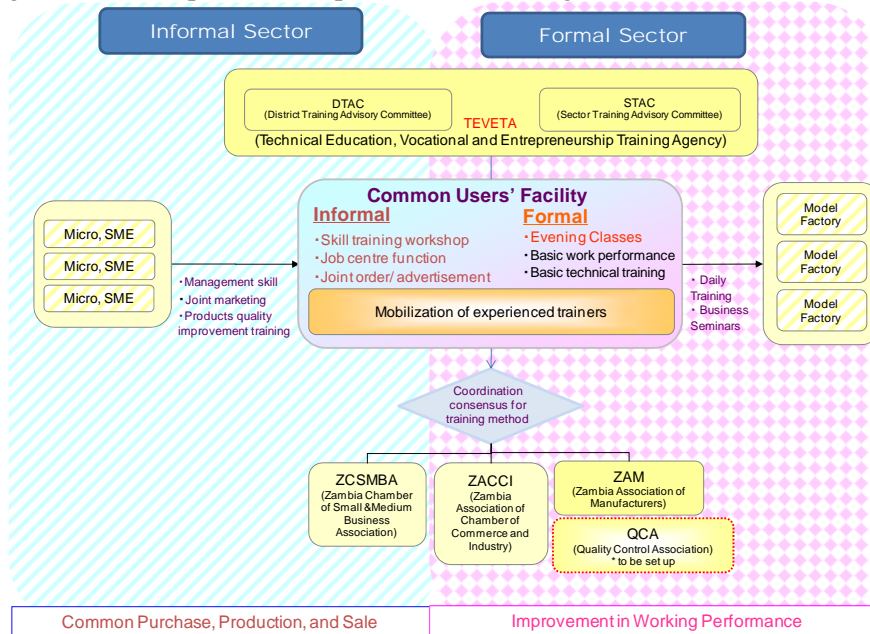 Informal Sector
Formal Sector
DTAC
(District Training Advisory Committee)
STAC
(Sector Training Advisory Committee)
TEVETA
(Technical Education, Vocational and Entrepreneurship Training Agency)
Common Users' Facility
Informal
・Skill training workshop
・Job centre function
・Joint order/ advertisement
Formal
・Evening Classes
・Basic work performance
・Basic technical training
Mobilization of experienced trainers
Micro, SME
Micro, SME
Micro, SME
・Management skill
・Joint marketing
・Products quality
improvement training
・Daily
Training
・Business
Seminars
Model
Factory
Model
Factory
Model
Factory
Coordination
consensus for
training method
ZCSMBA
(Zambia Chamber
of Small &Medium
Business
Association)
ZACCI
(Zambia
Association of
Chamber of
Commerce and
Industry)
ZAM
(Zambia Association of
Manufacturers)
QCA
(Quality Control Association)
* to be set up
Common Purchase, Production, and Sale
Improvement in Working Performance